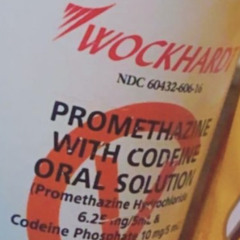 WOCKHARDT
NDC 60432-606-16
PROMETHAZINE
WITH CODEINE
ORAL SOLUTION
(Promethazine Hydrochloride
6.25 mg/5mL &
Codeine Phosphate 10 mg/5 mL